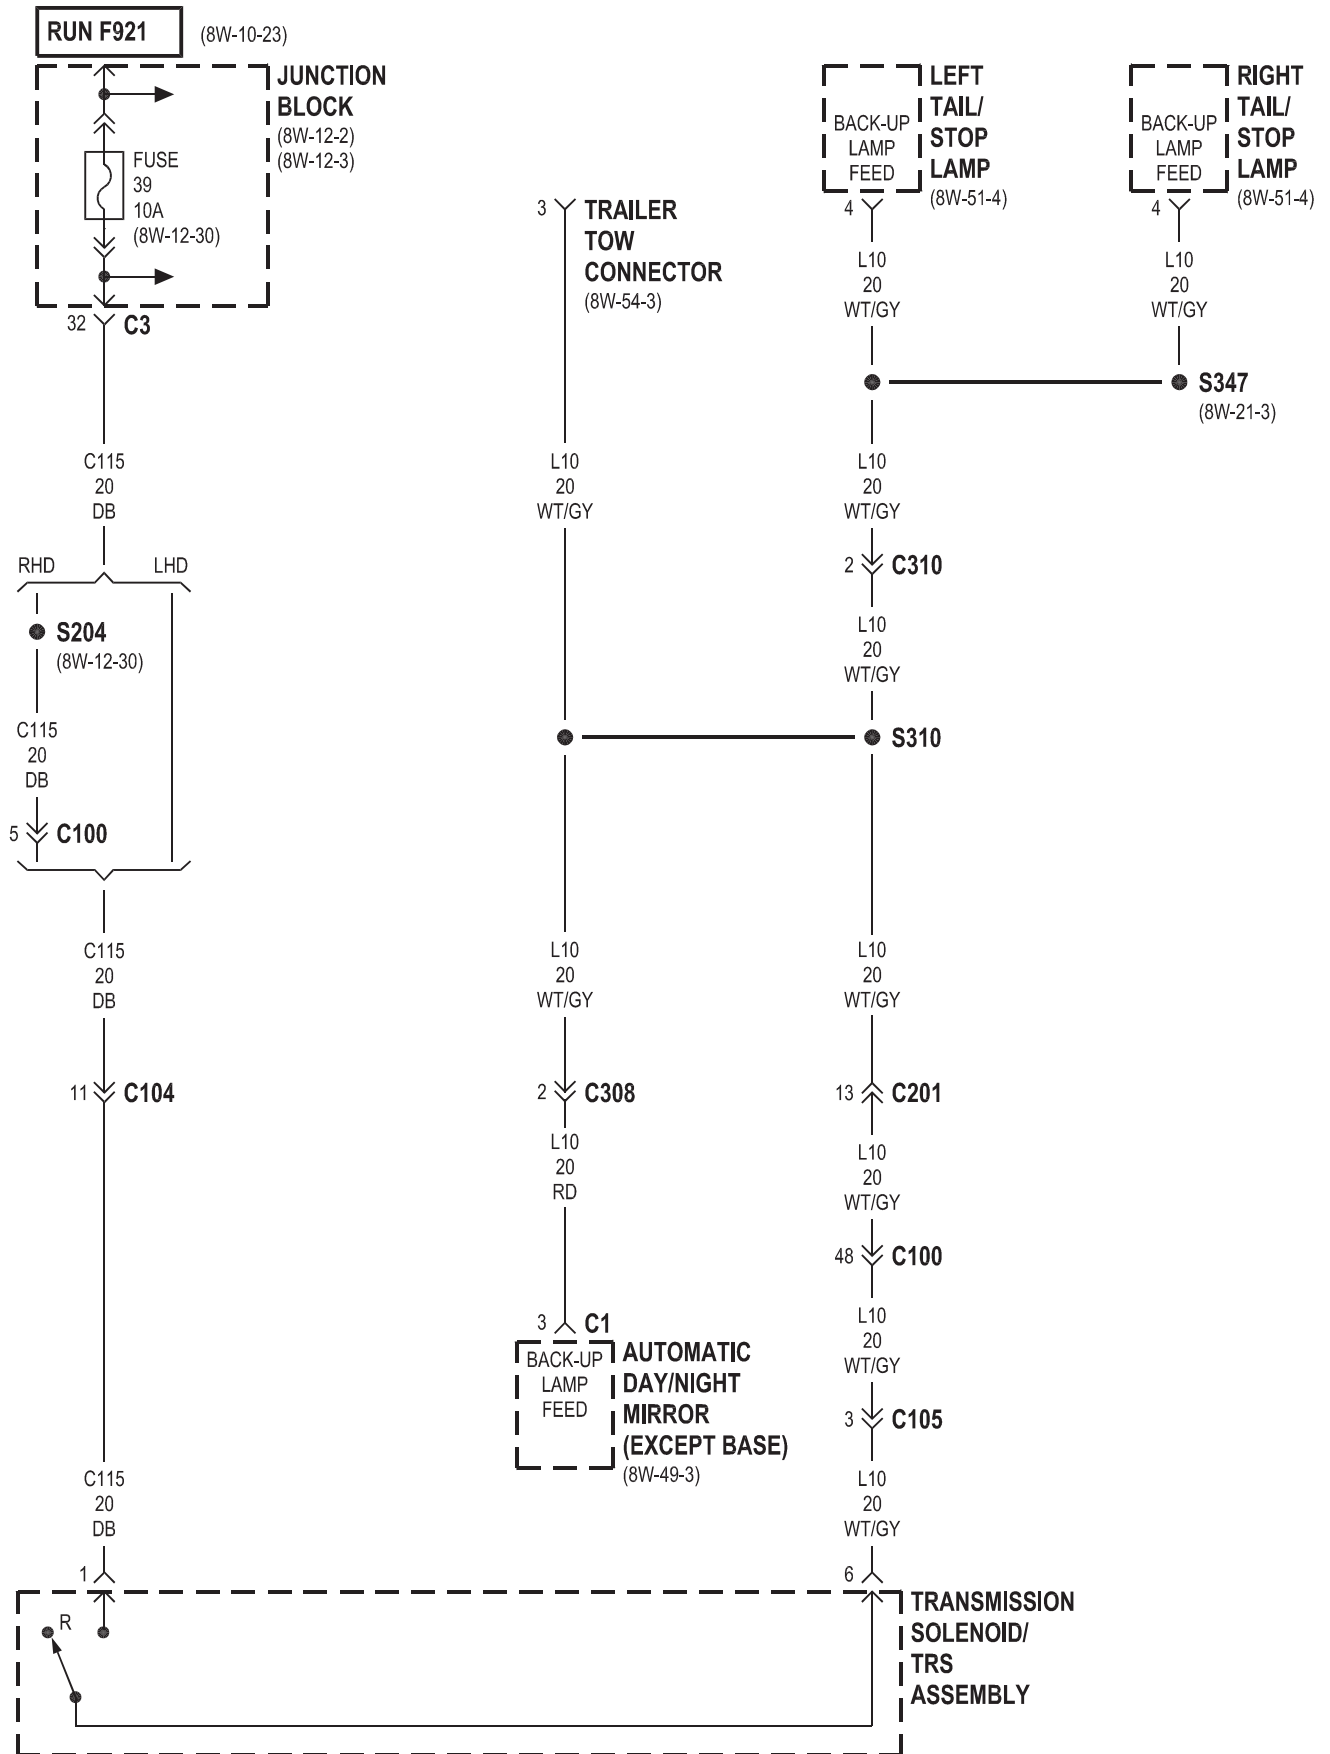 RUN F921
(8W-10-23)
JUNCTION
BLOCK
(8W-12-2)
(8W-12-3)
FUSE
39
10A
(8W-12-30)
32
C3
C115
20
DB
RHD
LHD
S204
(8W-12-30)
C115
20
DB
5
C100
C115
20
DB
11
C104
C115
20
DB
1
3
TRAILER
TOW
CONNECTOR
(8W-54-3)
L10
20
WT/GY
L10
20
WT/GY
2
C308
L10
20
RD
3
C1
BACK-UP
LAMP
FEED
AUTOMATIC
DAY/NIGHT
MIRROR
(EXCEPT BASE)
(8W-49-3)
BACK-UP
LAMP
FEED
LEFT
TAIL/
STOP
LAMP
(8W-51-4)
4
L10
20
WT/GY
BACK-UP
LAMP
FEED
RIGHT
TAIL/
STOP
LAMP
(8W-51-4)
4
L10
20
WT/GY
S347
(8W-21-3)
L10
20
WT/GY
2
C310
L10
20
WT/GY
S310
L10
20
WT/GY
13
C201
L10
20
WT/GY
48
C100
L10
20
WT/GY
3
C105
L10
20
WT/GY
6
R
TRANSMISSION
SOLENOID/
TRS
ASSEMBLY